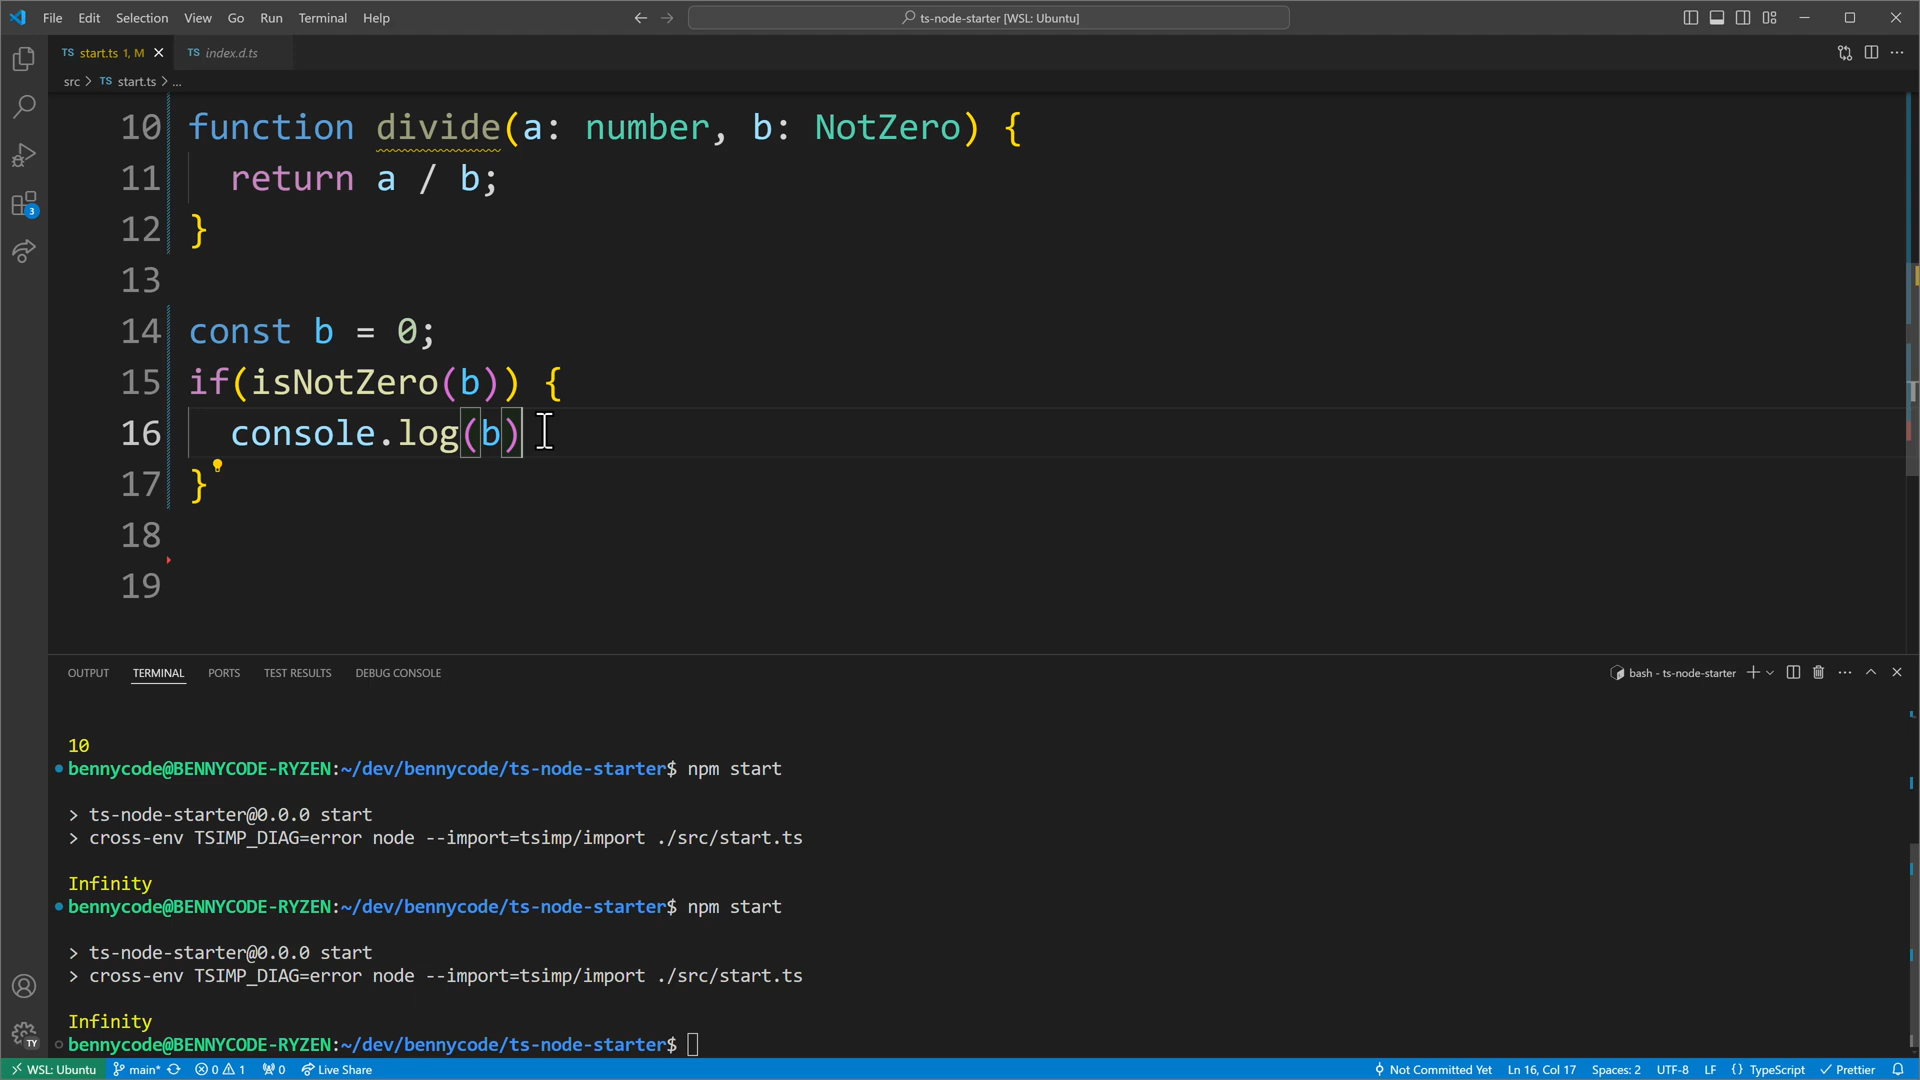 File Edit Selection View Go Run Terminal Help
ts-node-starter [WSL: Ubuntu]
TS start.ts 1, M
TS index.d.ts
src > TS start.ts > ...
10 function divide(a: number, b: NotZero) {
11 return a / b;
12 }
13
14 const b = 0;
15 if(isNotZero(b)) {
16 console.log(b)
17 }
18
19
3
OUTPUT TERMINAL PORTS TEST RESULTS DEBUG CONSOLE
bash - ts-node-starter
10
bennycode@BENNYCODE-RYZEN:~/dev/bennycode/ts-node-starter$ npm start
> ts-node-starter@0.0.0 start
> cross-env TSIMP_DIAG=error node --import=tsimp/import ./src/start.ts
Infinity
bennycode@BENNYCODE-RYZEN:~/dev/bennycode/ts-node-starter$ npm start
> ts-node-starter@0.0.0 start
> cross-env TSIMP_DIAG=error node --import=tsimp/import ./src/start.ts
Infinity
bennycode@BENNYCODE-RYZEN:~/dev/bennycode/ts-node-starter$
TY
WSL: Ubuntu main* 0 1 0 Live Share Not Committed Yet Ln 16, Col 17 Spaces: 2 UTF-8 LF {} TypeScript Prettier